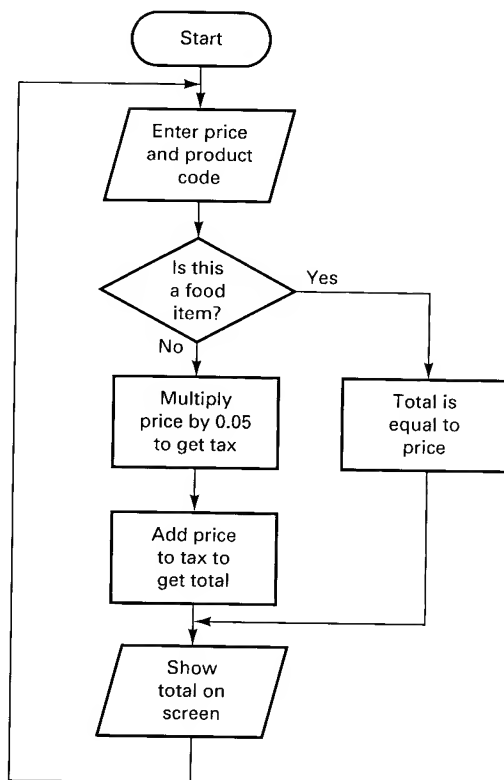 Start
Enter price
and product
code
Is this
a food
item?
Yes
No
Multiply
price by 0.05
to get tax
Total is
equal to
price
Add price
to tax to
get total
Show
total on
screen